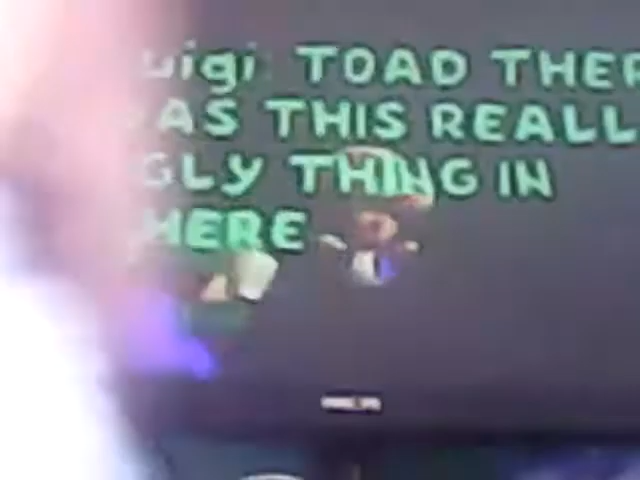 uigi: TOAD THER
AS THIS REALL
GLY THING IN
HERE